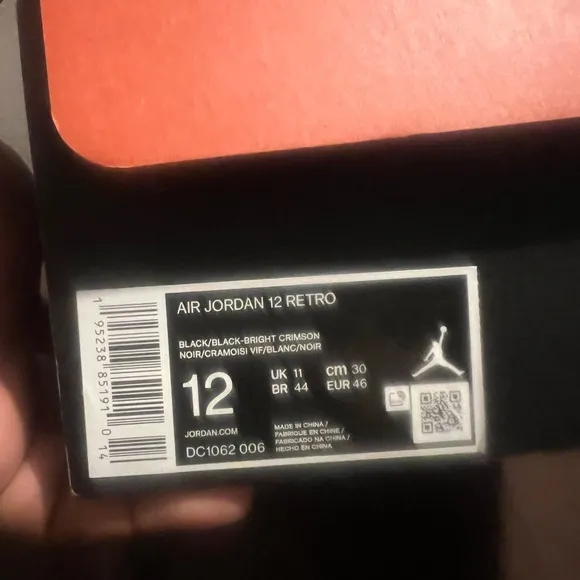 AIR JORDAN 12 RETRO
BLACK/BLACK-BRIGHT CRIMSON
NOIR/CRAMOISI VIF/BLANC/NOIR
12
UK 11
cm 30
BR 44
EUR 46
JORDAN.COM
DC1062 006
MADE IN CHINA/
FABRIQUE EN CHINE/
FABRICADO NA CHINA/
HECHO EN CHINA
1 95238 85191 0 14